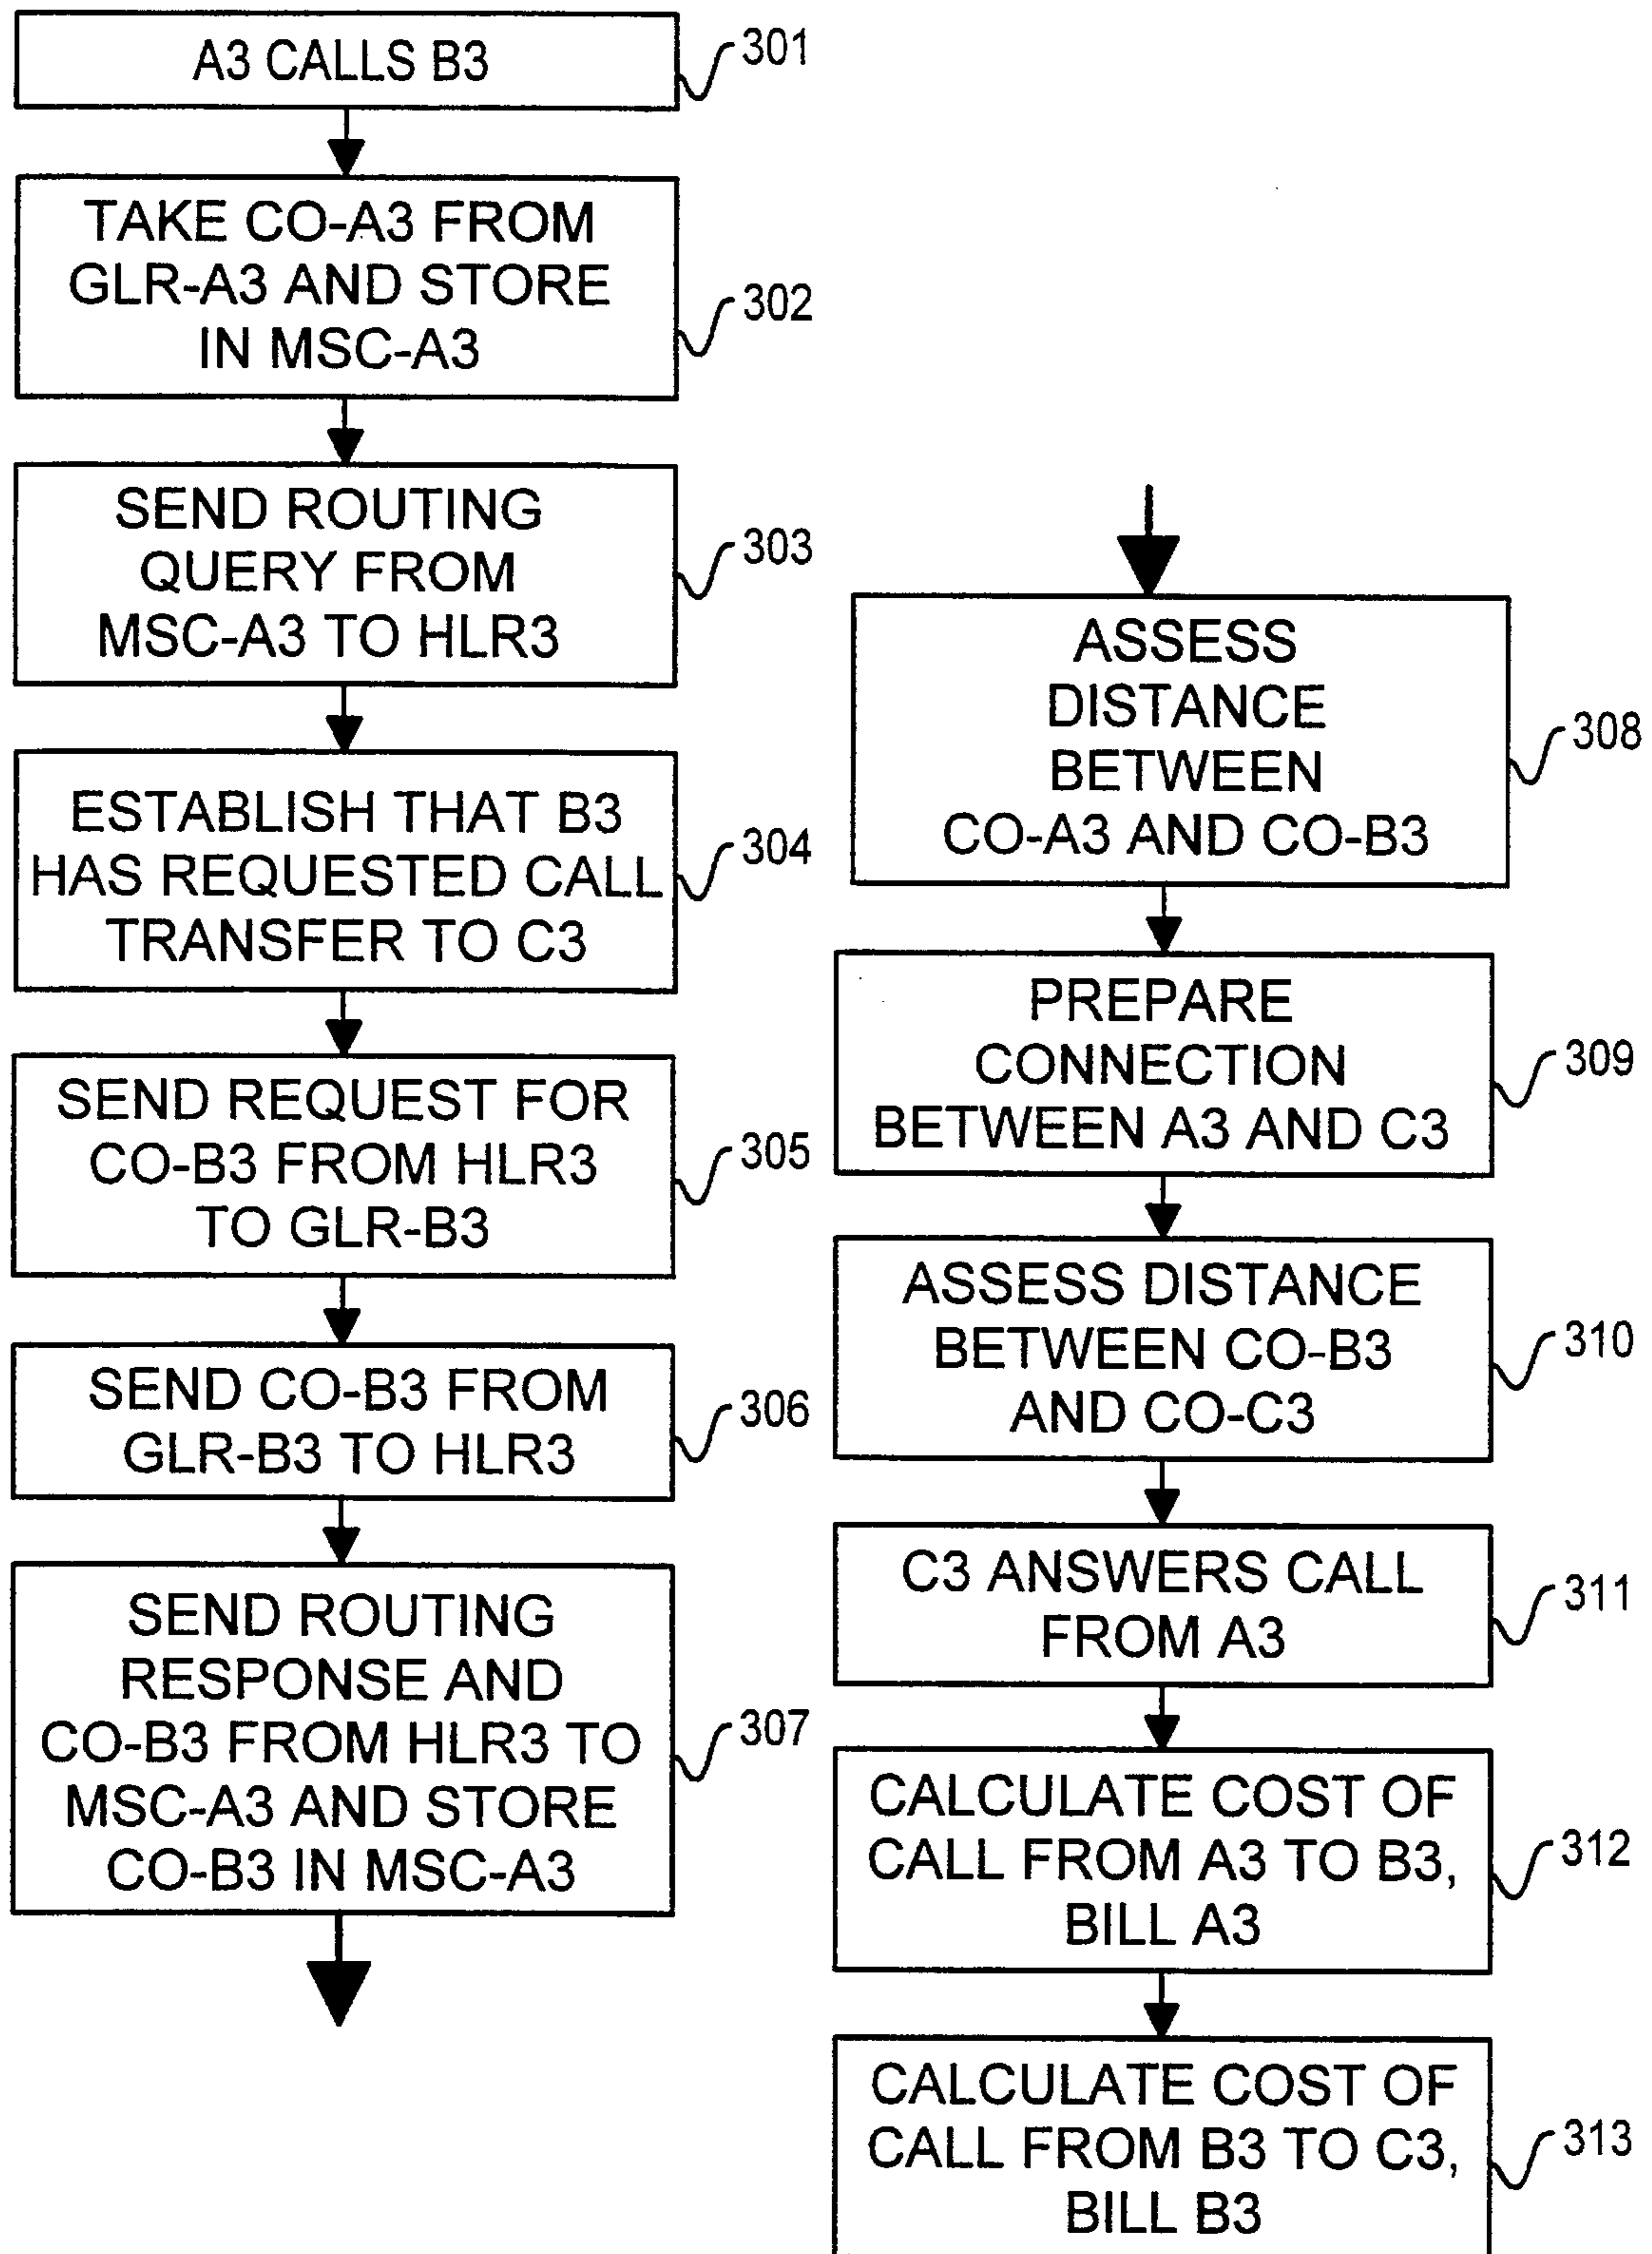 A3 CALLS B3
301
TAKE CO-A3 FROM
GLR-A3 AND STORE
IN MSC-A3
302
SEND ROUTING
QUERY FROM
MSC-A3 TO HLR3
303
ESTABLISH THAT B3
HAS REQUESTED CALL
TRANSFER TO C3
304
SEND REQUEST FOR
CO-B3 FROM HLR3
TO GLR-B3
305
SEND CO-B3 FROM
GLR-B3 TO HLR3
306
SEND ROUTING
RESPONSE AND
CO-B3 FROM HLR3 TO
MSC-A3 AND STORE
CO-B3 IN MSC-A3
307
ASSESS
DISTANCE
BETWEEN
CO-A3 AND CO-B3
308
PREPARE
CONNECTION
BETWEEN A3 AND C3
309
ASSESS DISTANCE
BETWEEN CO-B3
AND CO-C3
310
C3 ANSWERS CALL
FROM A3
311
CALCULATE COST OF
CALL FROM A3 TO B3,
BILL A3
312
CALCULATE COST OF
CALL FROM B3 TO C3,
BILL B3
313